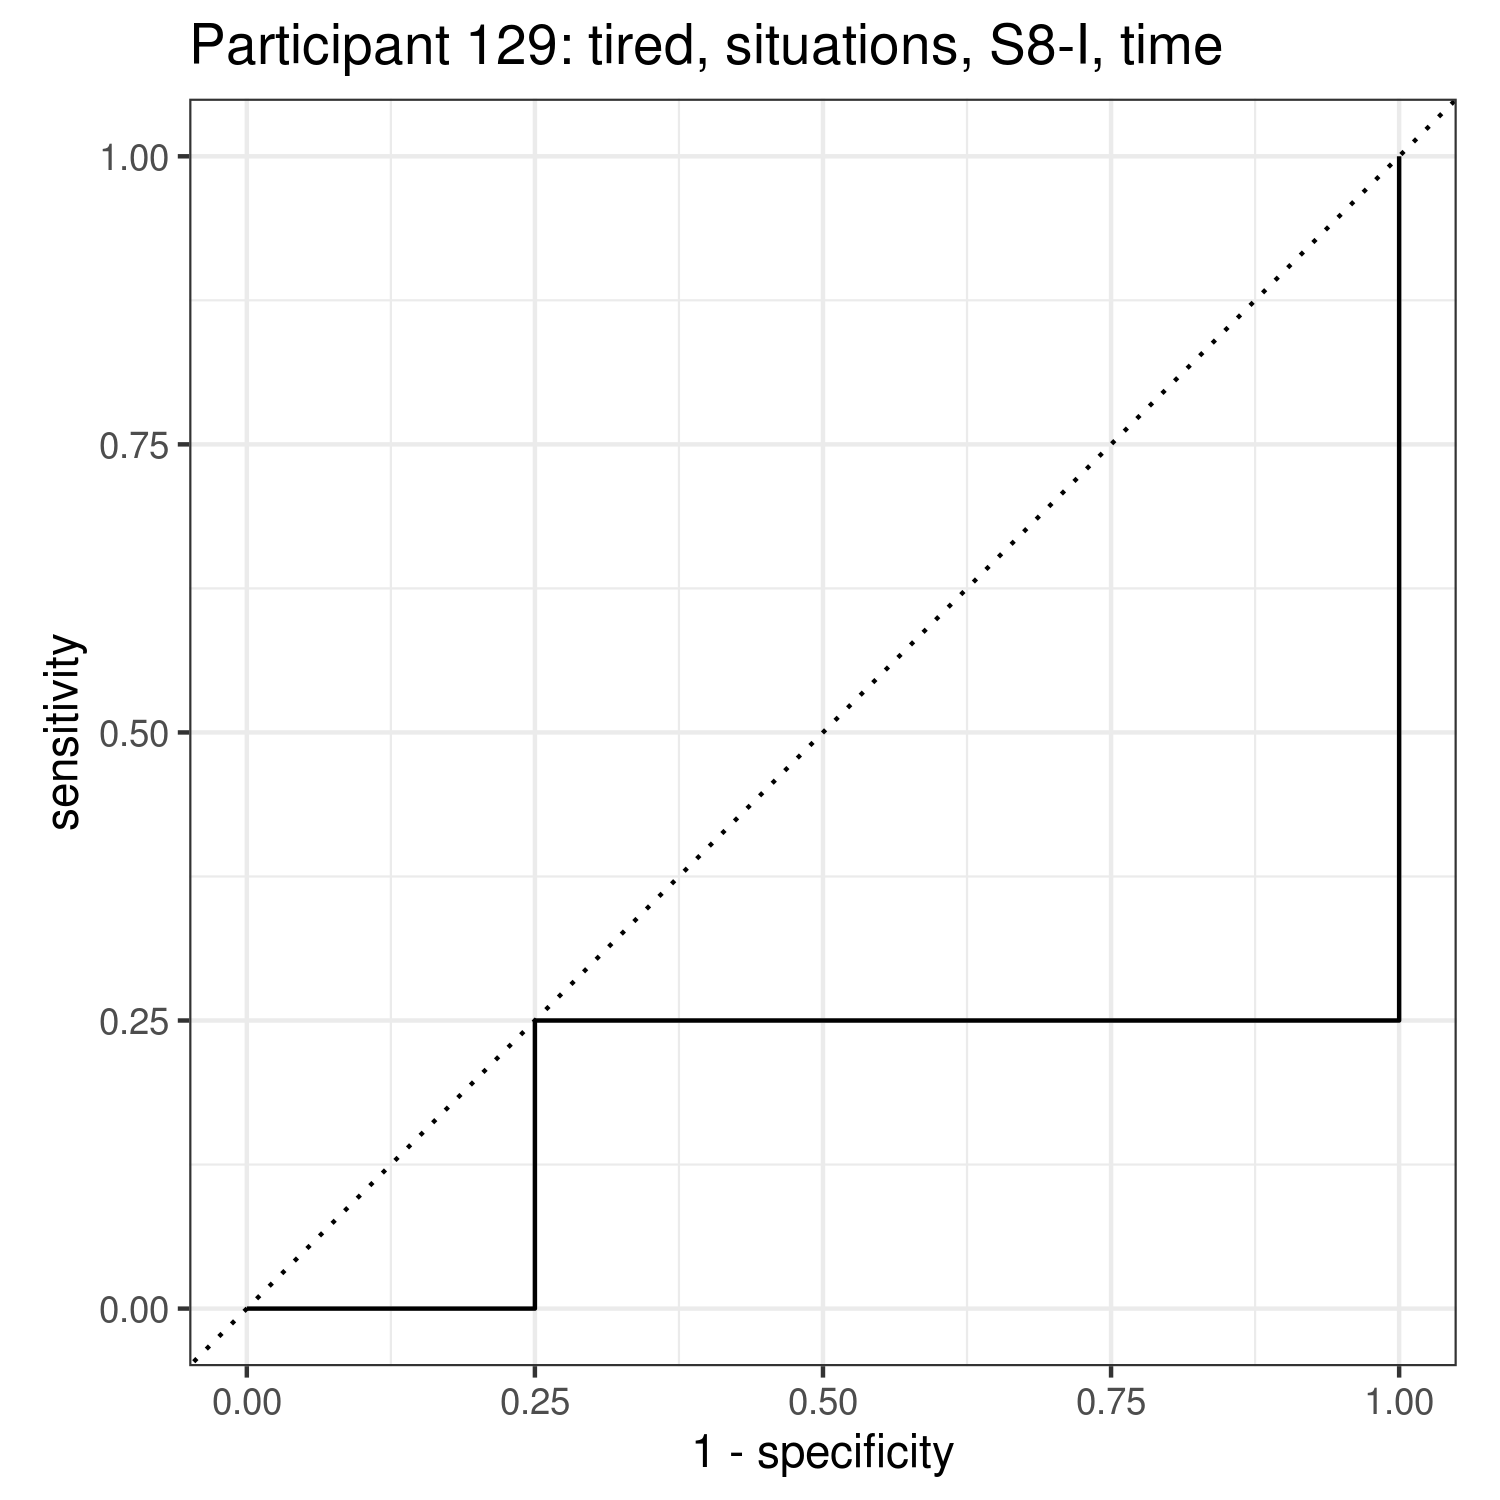 Participant 129: tired, situations, S8-I, time
1.00
0.75
0.50
0.25
0.00
sensitivity
0.00 0.25 0.50 0.75 1.00
1 - specificity